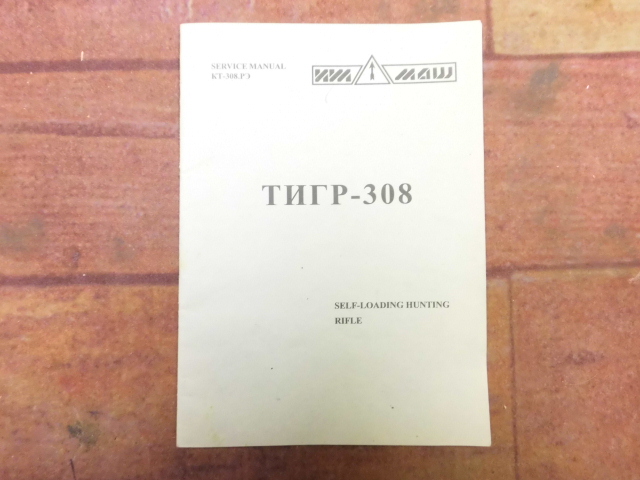 SERVICE MANUAL
КТ-308.РЭ
ИЖ МАШ
ТИГР-308
SELF-LOADING HUNTING
RIFLE